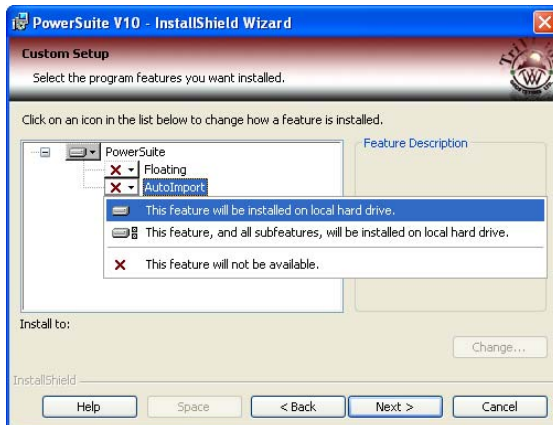 PowerSuite V10 - InstallShield Wizard
Custom Setup
Select the program features you want installed.
Click on an icon in the list below to change how a feature is installed.
PowerSuite
Feature Description
Floating
AutoImport
This feature will be installed on local hard drive.
This feature, and all subfeatures, will be installed on local hard drive.
This feature will not be available.
Install to:
Change...
InstallShield
Help Space < Back Next > Cancel